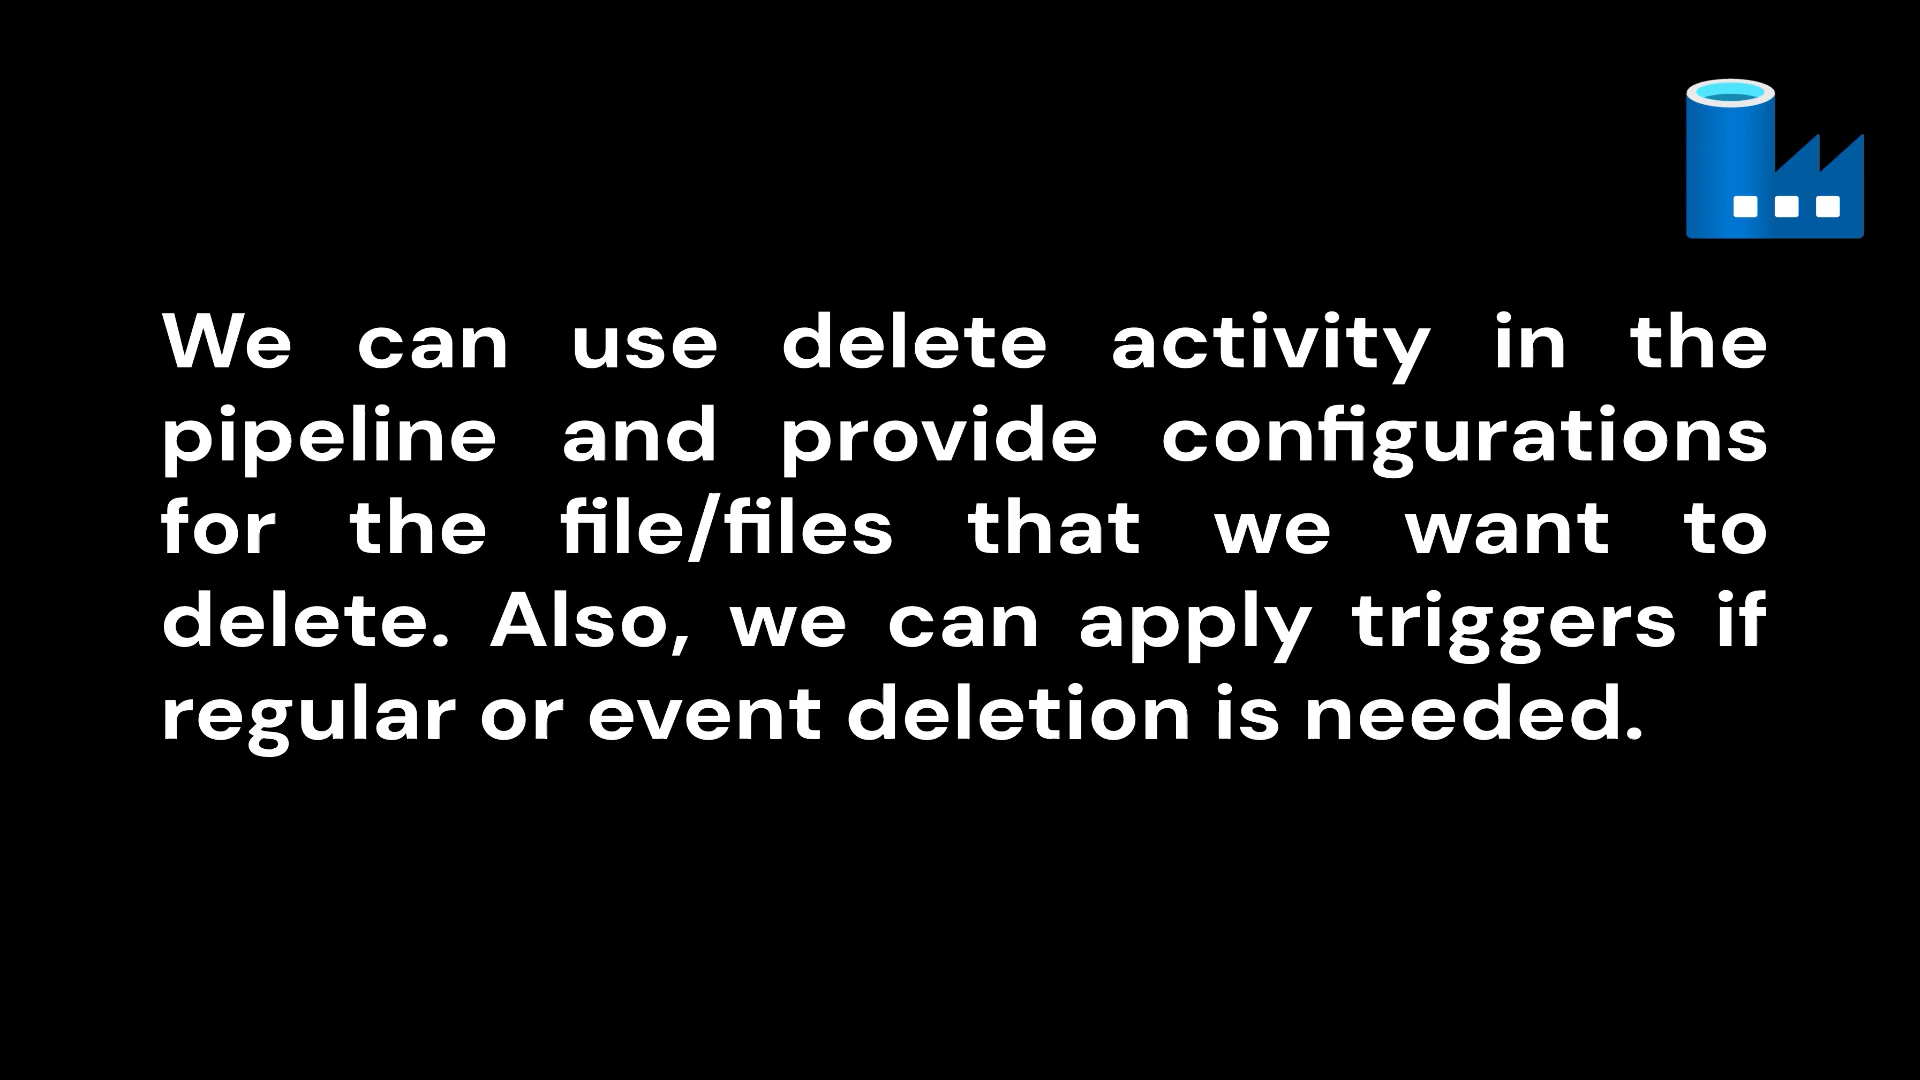 We can use delete activity in the
pipeline and provide configurations
for the file/files that we want to
delete. Also, we can apply triggers if
regular or event deletion is needed.